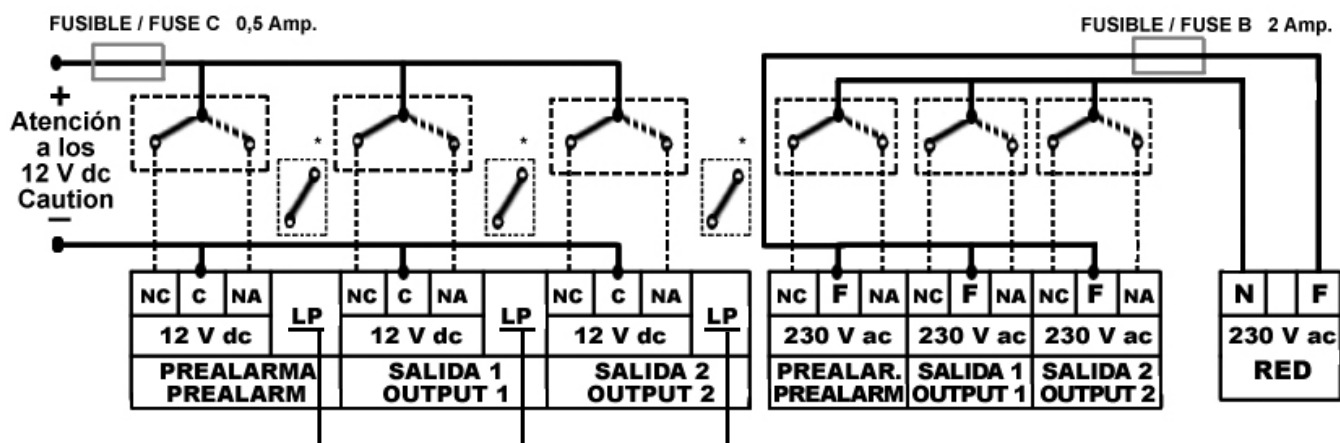 FUSIBLE / FUSE C 0,5 Amp.
FUSIBLE / FUSE B 2 Amp.
+
Atención
a los
12 V dc
Caution
–
* * *
NC C NA LP NC C NA LP NC C NA LP
12 V dc 12 V dc 12 V dc
PREALARMA SALIDA 1 SALIDA 2
PREALARM OUTPUT 1 OUTPUT 2
NC F NA NC F NA NC F NA
230 V ac 230 V ac 230 V ac
PREALAR. SALIDA 1 SALIDA 2
PREALARM OUTPUT 1 OUTPUT 2
N F
230 V ac
RED